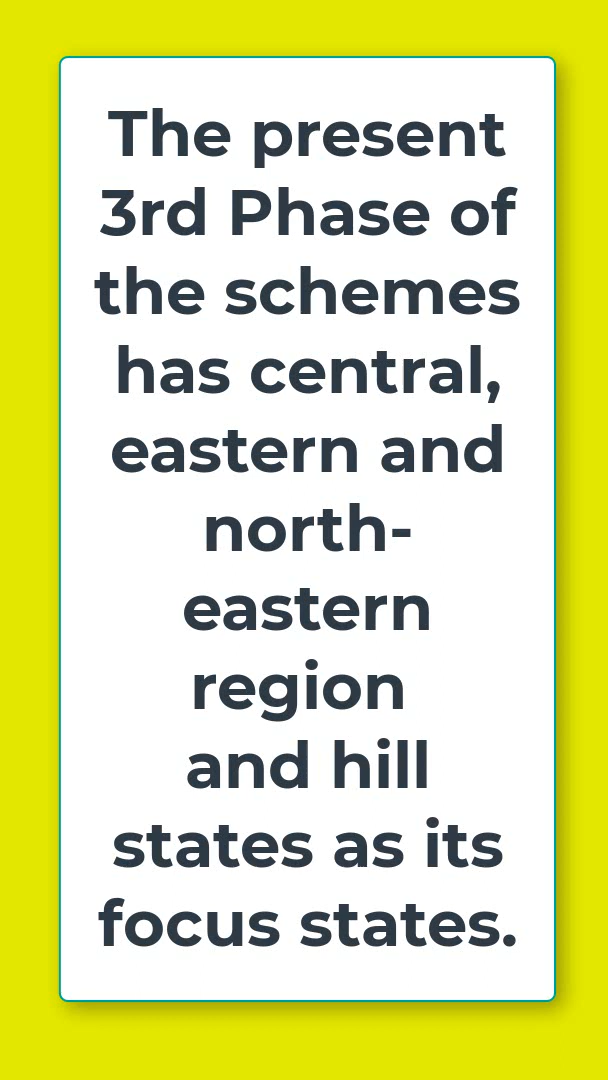 The present
3rd Phase of
the schemes
has central,
eastern and
north-
eastern
region
and hill
states as its
focus states.